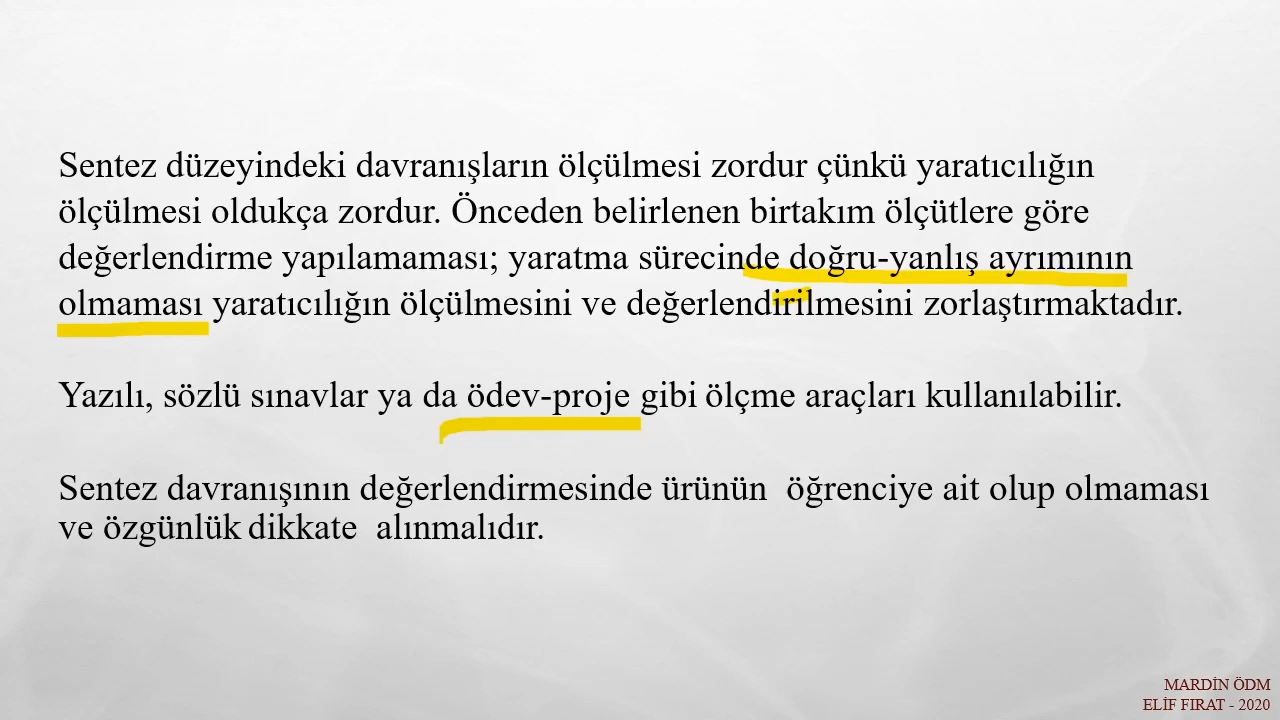 Sentez düzeyindeki davranışların ölçülmesi zordur çünkü yaratıcılığın
ölçülmesi oldukça zordur. Önceden belirlenen birtakım ölçütlere göre
değerlendirme yapılamaması; yaratma sürecinde doğru-yanlış ayrımının
olmaması yaratıcılığın ölçülmesini ve değerlendirilmesini zorlaştırmaktadır.
Yazılı, sözlü sınavlar ya da ödev-proje gibi ölçme araçları kullanılabilir.
Sentez davranışının değerlendirmesinde ürünün öğrenciye ait olup olmaması
ve özgünlük dikkate alınmalıdır.
MARDİN ÖDM
ELİF FIRAT - 2020